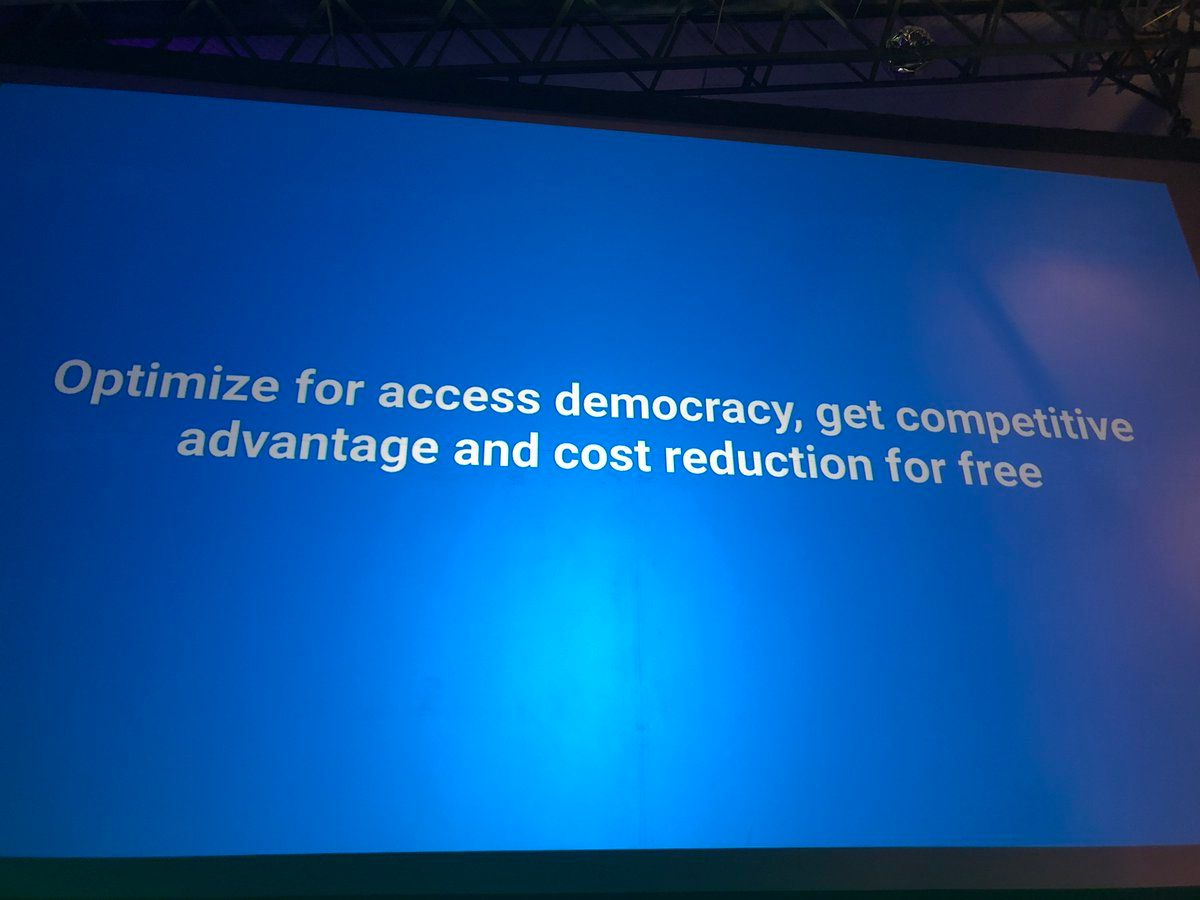 Optimize for access democracy, get competitive
advantage and cost reduction for free